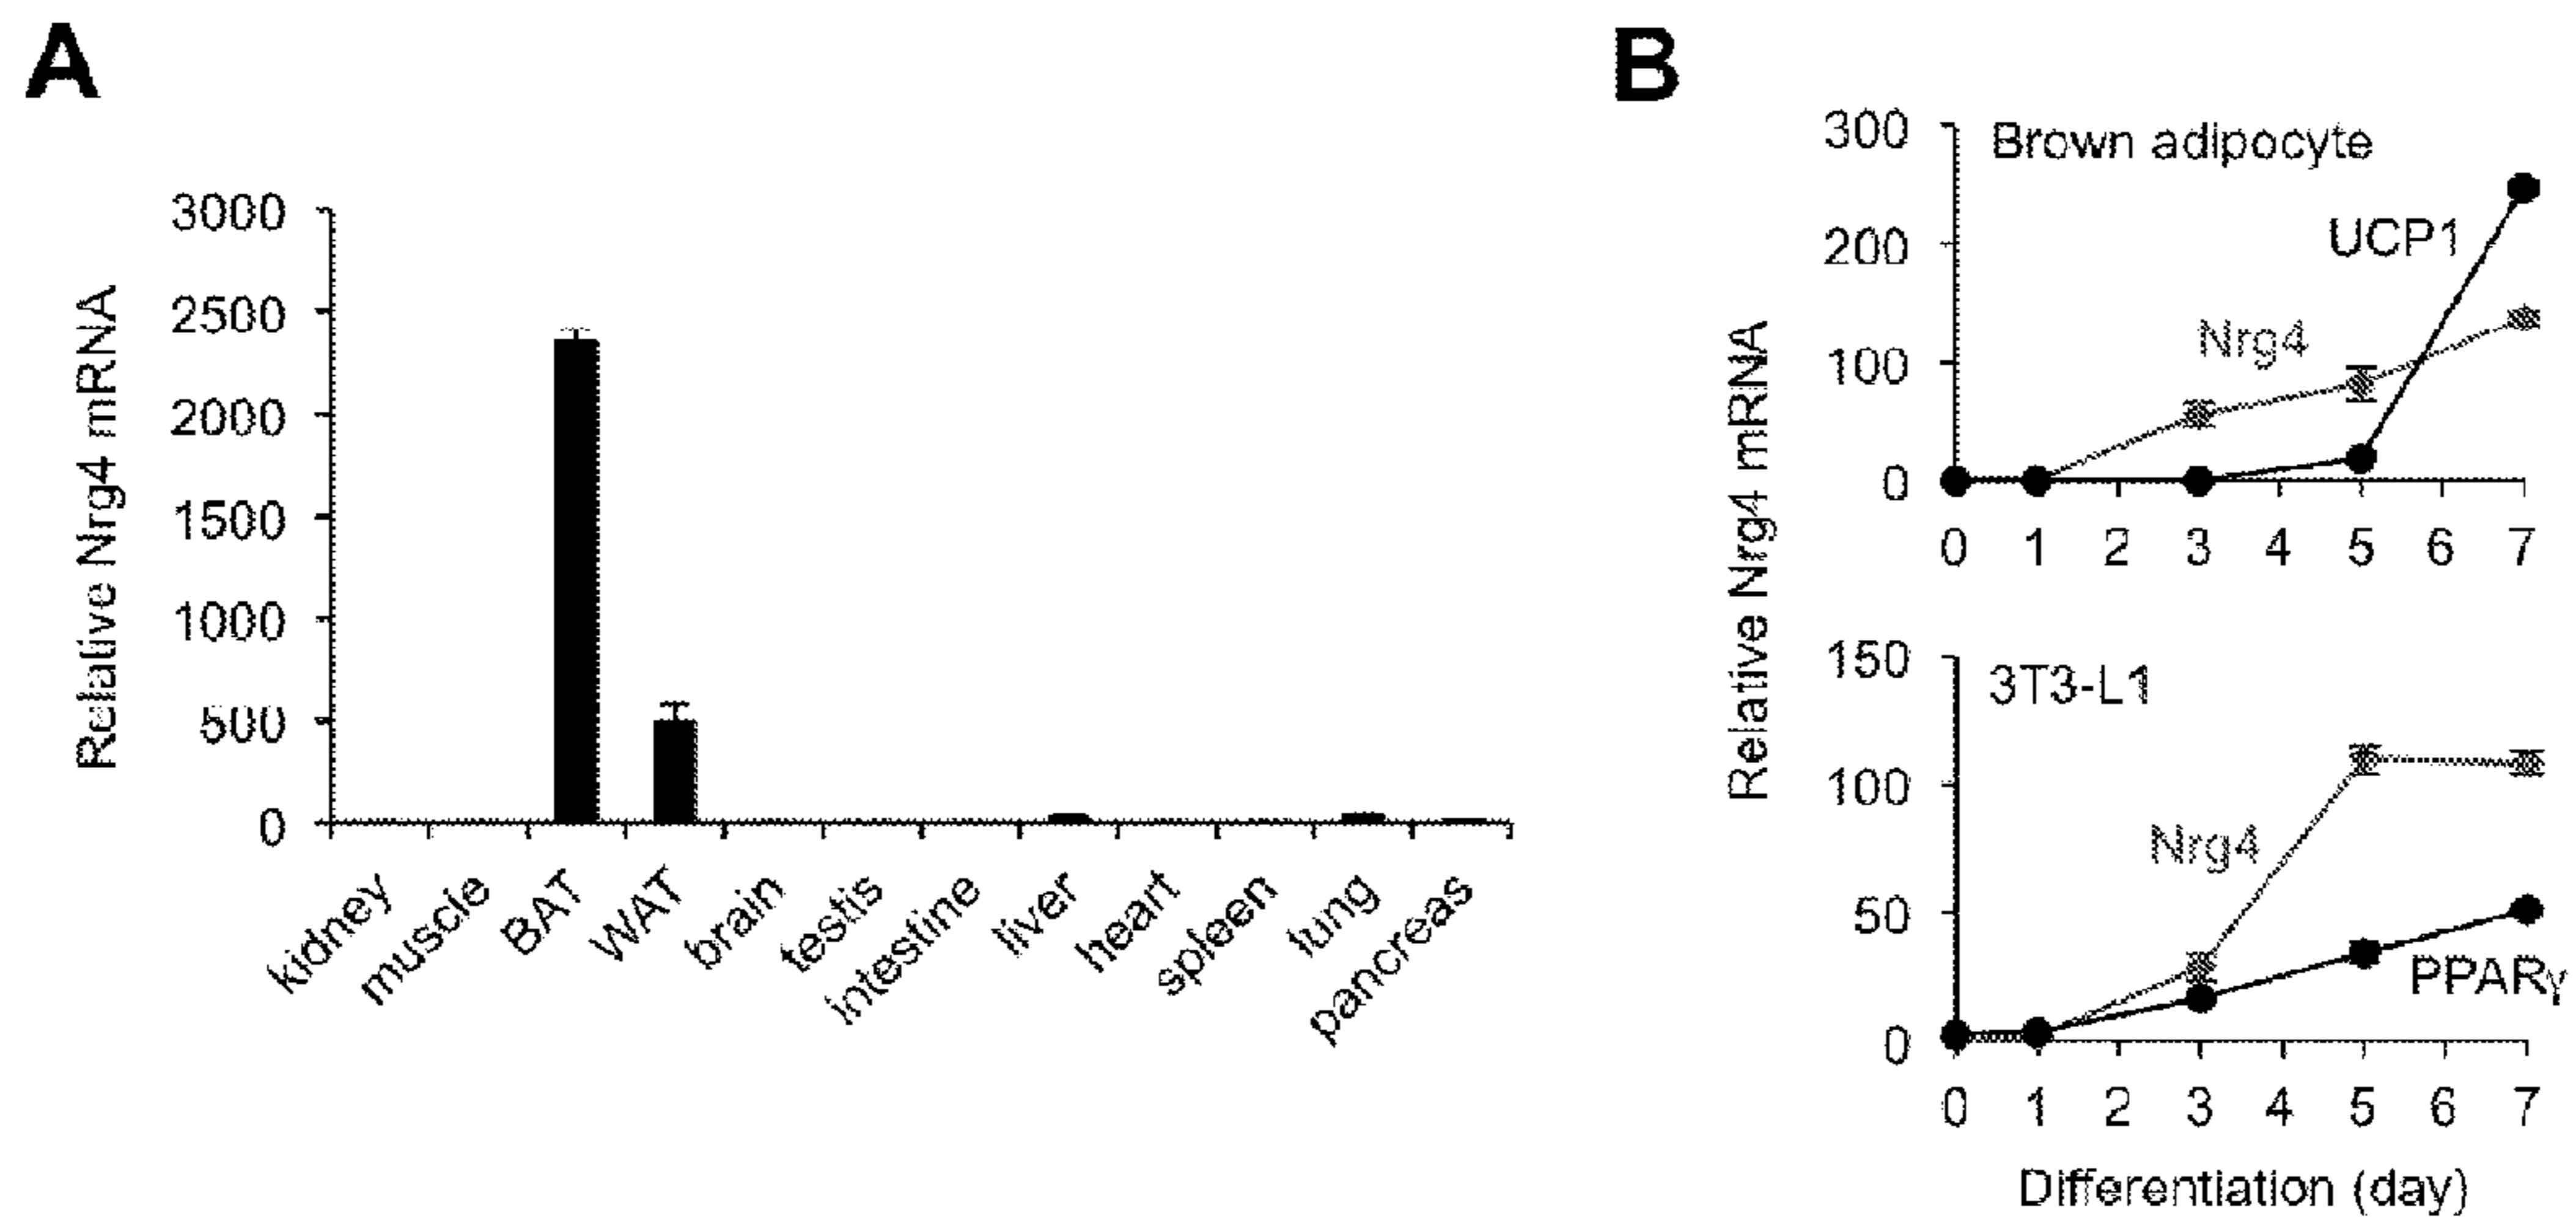 A
Relative Nrg4 mRNA
3000
2500
2000
1500
1000
500
0
kidney
muscle
BAT
WAT
brain
testis
intestine
liver
heart
spleen
lung
pancreas
B
Relative Nrg4 mRNA
Brown adipocyte
300
200
100
0
UCP1
Nrg4
0 1 2 3 4 5 6 7
3T3-L1
150
100
50
0
Nrg4
PPARγ
0 1 2 3 4 5 6 7
Differentiation (day)